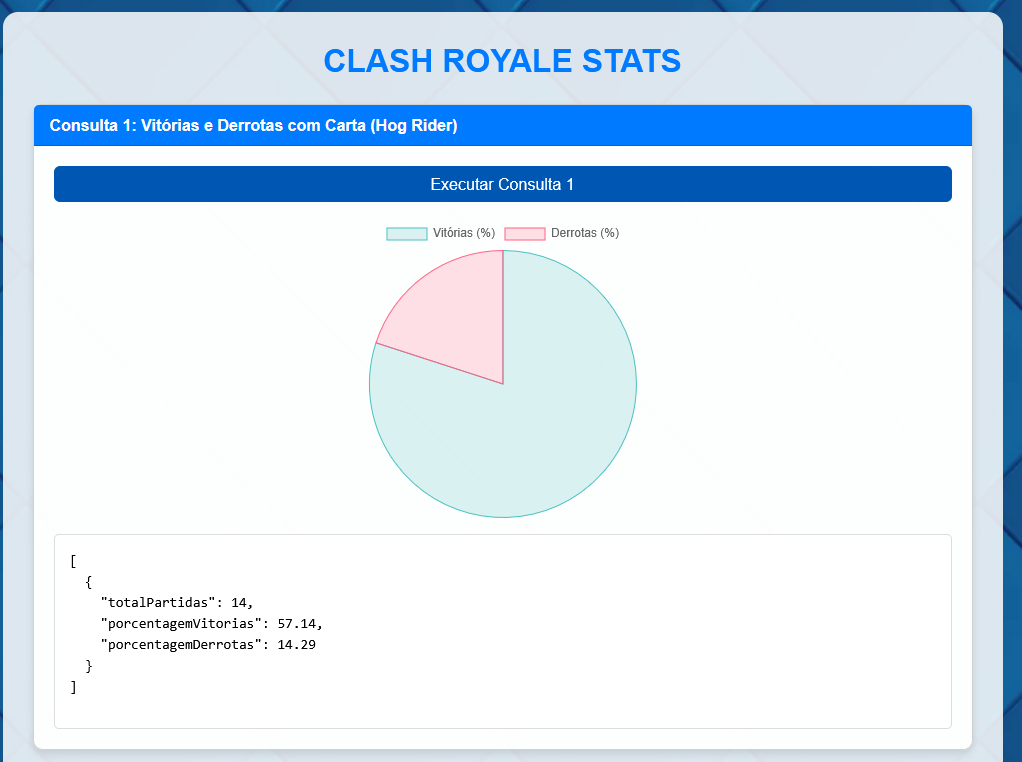 CLASH ROYALE STATS
Consulta 1: Vitórias e Derrotas com Carta (Hog Rider)
Executar Consulta 1
Vitórias (%) Derrotas (%)
[
  {
    "totalPartidas": 14,
    "porcentagemVitorias": 57.14,
    "porcentagemDerrotas": 14.29
  }
]